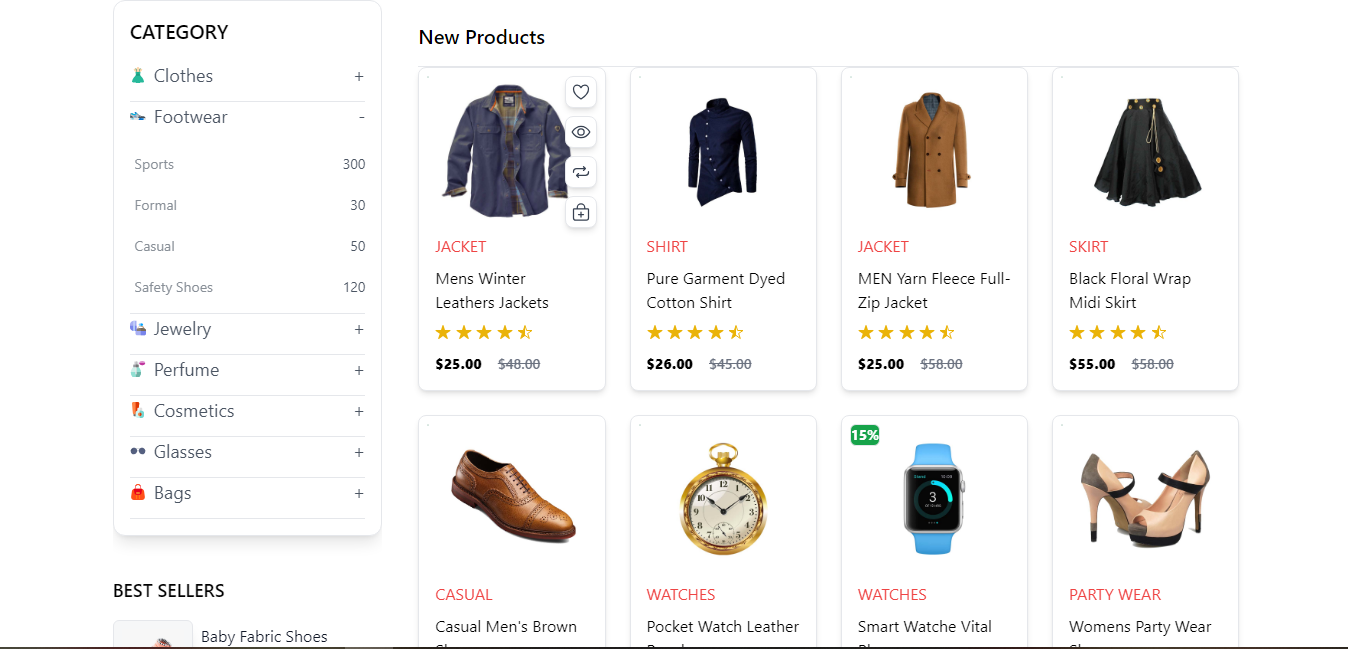 CATEGORY
Clothes +
Footwear -
Sports 300
Formal 30
Casual 50
Safety Shoes 120
Jewelry +
Perfume +
Cosmetics +
Glasses +
Bags +
BEST SELLERS
Baby Fabric Shoes
New Products
JACKET
Mens Winter
Leathers Jackets
$25.00 $48.00
SHIRT
Pure Garment Dyed
Cotton Shirt
$26.00 $45.00
JACKET
MEN Yarn Fleece Full-
Zip Jacket
$25.00 $58.00
SKIRT
Black Floral Wrap
Midi Skirt
$55.00 $58.00
CASUAL
Casual Men's Brown
WATCHES
Pocket Watch Leather
15%
3
WATCHES
Smart Watche Vital
PARTY WEAR
Womens Party Wear